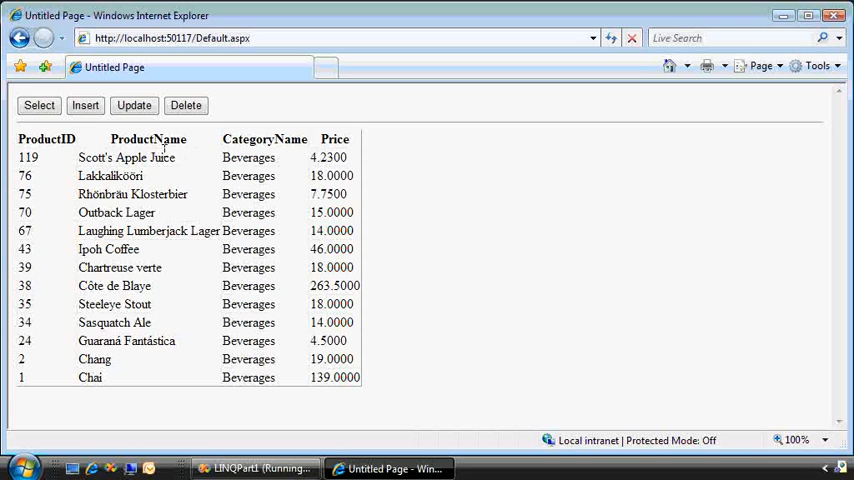 Untitled Page - Windows Internet Explorer
http://localhost:50117/Default.aspx Live Search
Untitled Page Page Tools
Select Insert Update Delete
ProductID ProductName CategoryName Price
119 Scott's Apple Juice Beverages 4.2300
76 Lakkalikööri Beverages 18.0000
75 Rhönbräu Klosterbier Beverages 7.7500
70 Outback Lager Beverages 15.0000
67 Laughing Lumberjack Lager Beverages 14.0000
43 Ipoh Coffee Beverages 46.0000
39 Chartreuse verte Beverages 18.0000
38 Côte de Blaye Beverages 263.5000
35 Steeleye Stout Beverages 18.0000
34 Sasquatch Ale Beverages 14.0000
24 Guaraná Fantástica Beverages 4.5000
2 Chang Beverages 19.0000
1 Chai Beverages 139.0000
Local intranet | Protected Mode: Off 100%
LINQPart1 (Running... Untitled Page - Win...